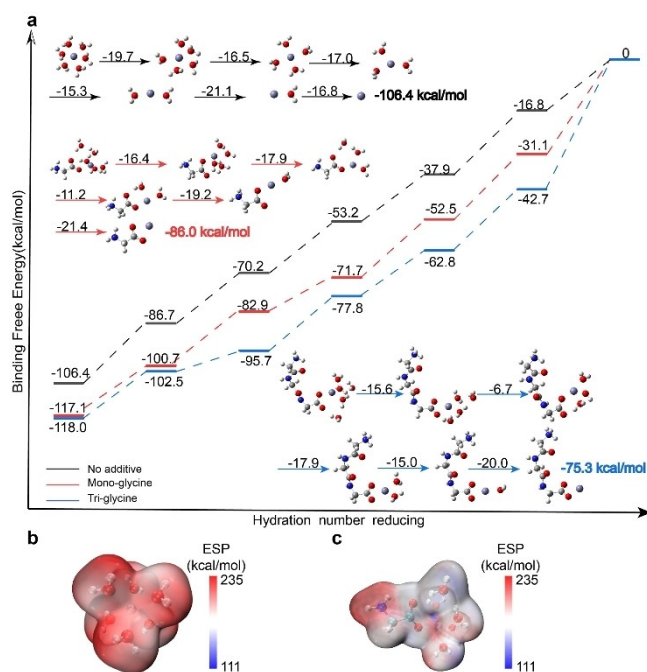 a
Binding Freee Energy(kcal/mol)
-19.7
-16.5
-17.0
0
-15.3
-21.1
-16.8
-106.4 kcal/mol
-16.8
-16.4
-17.9
-31.1
-37.9
-11.2
-19.2
-42.7
-53.2
-52.5
-21.4
-86.0 kcal/mol
-70.2
-71.7
-62.8
-86.7
-82.9
-77.8
-106.4
-100.7
-95.7
-102.5
-117.1
-118.0
-15.6
-6.7
-17.9
-15.0
-20.0
-75.3 kcal/mol
No additive
Mono-glycine
Tri-glycine
Hydration number reducing
b
ESP
(kcal/mol)
235
111
c
ESP
(kcal/mol)
235
111